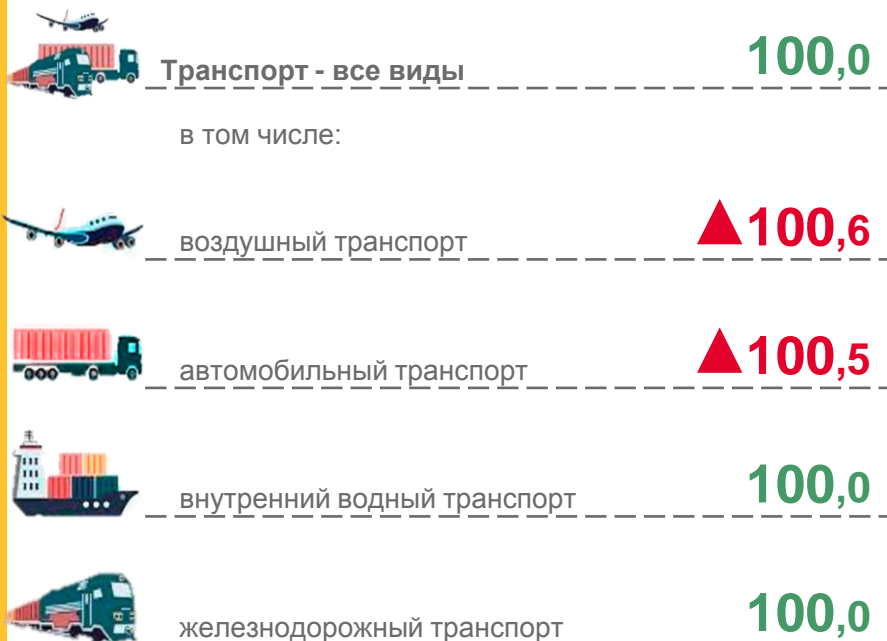 Транспорт - все виды 100,0
в том числе:
воздушный транспорт ▲100,6
автомобильный транспорт ▲100,5
внутренний водный транспорт 100,0
железнодорожный транспорт 100,0